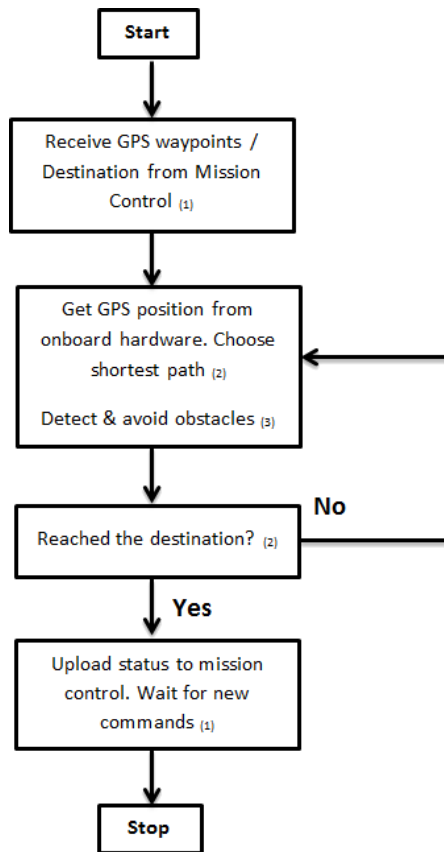 Start
Receive GPS waypoints /
Destination from Mission
Control (1)
Get GPS position from
onboard hardware. Choose
shortest path (2)
Detect & avoid obstacles (3)
Reached the destination? (2)
No
Yes
Upload status to mission
control. Wait for new
commands (1)
Stop